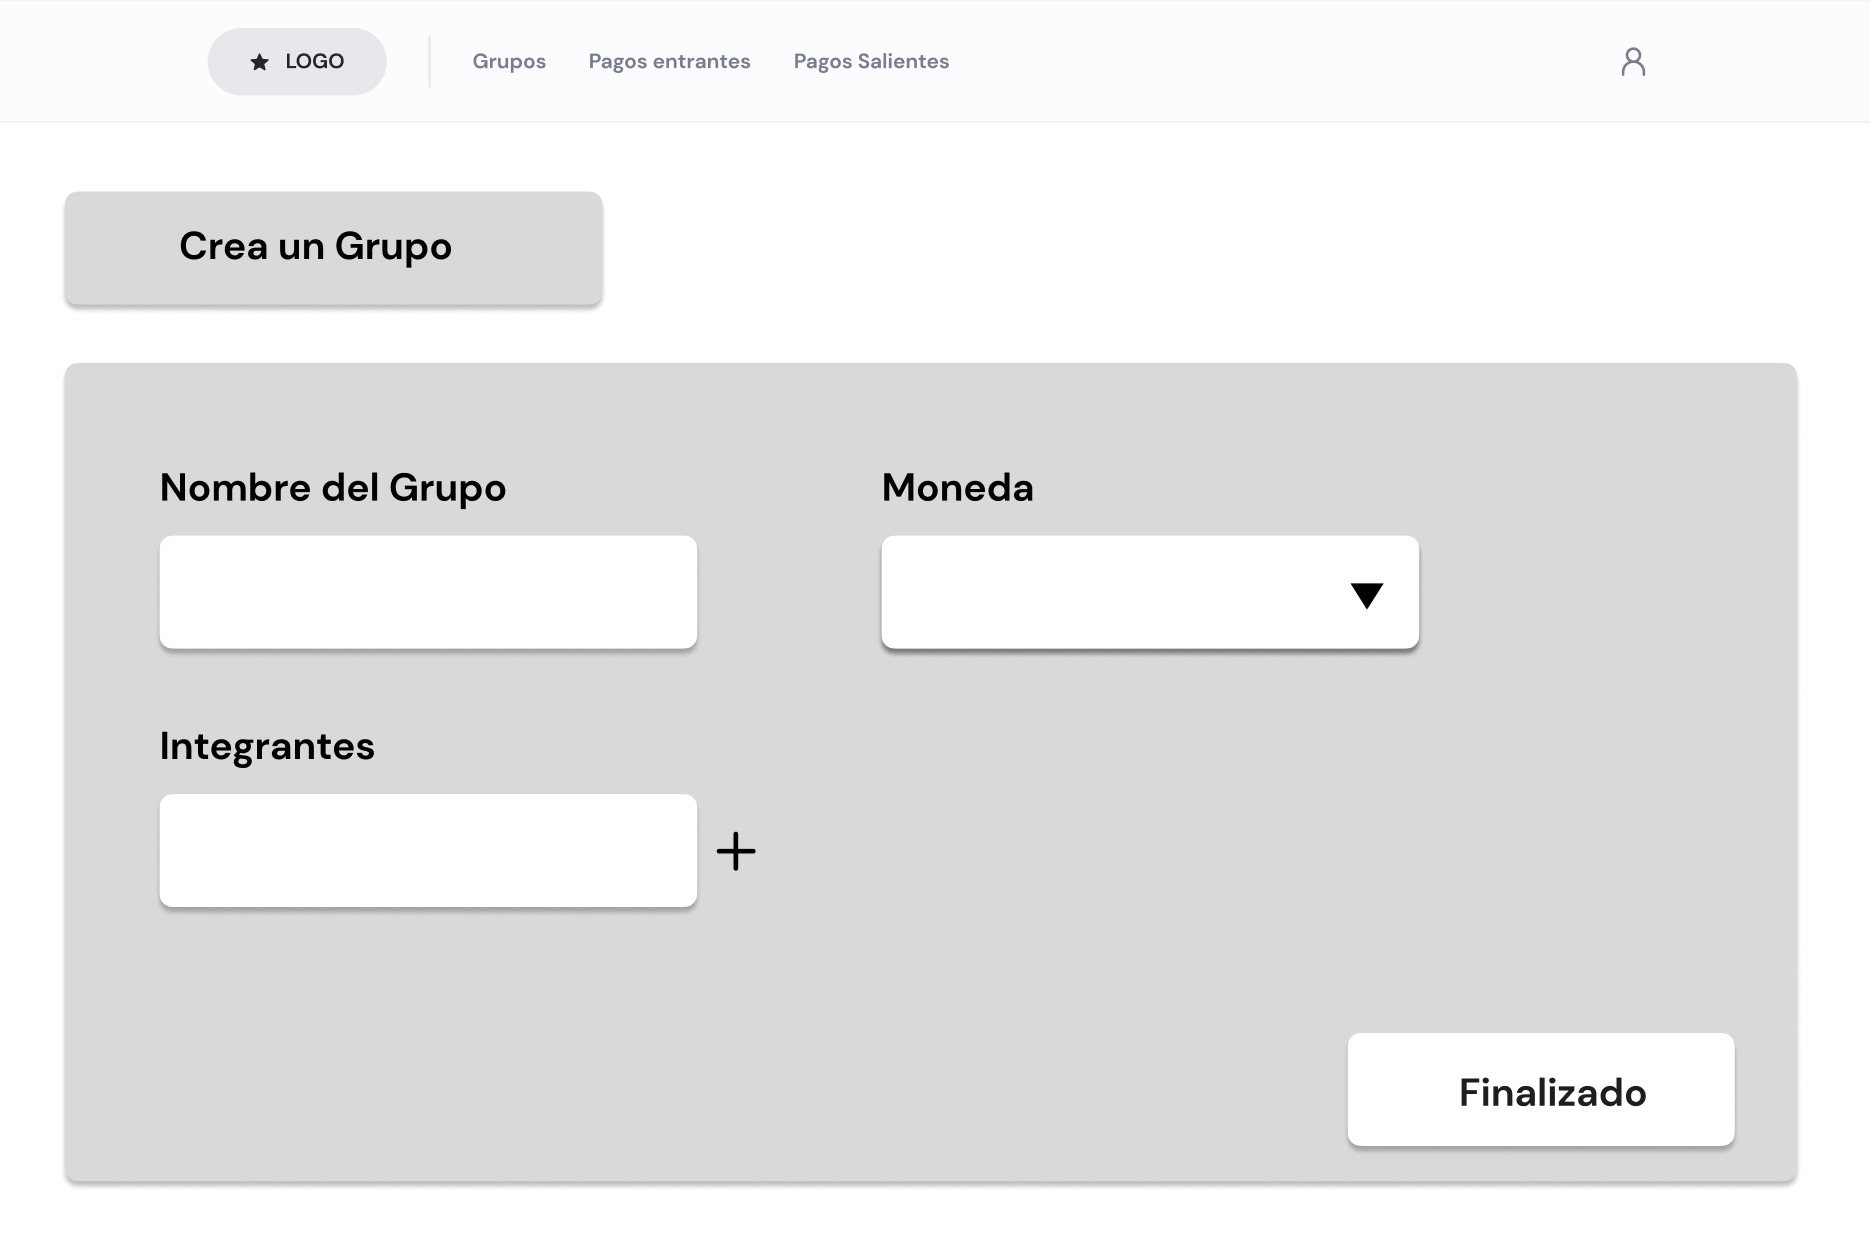 LOGO
Grupos
Pagos entrantes
Pagos Salientes
Crea un Grupo
Nombre del Grupo
Moneda
Integrantes
Finalizado